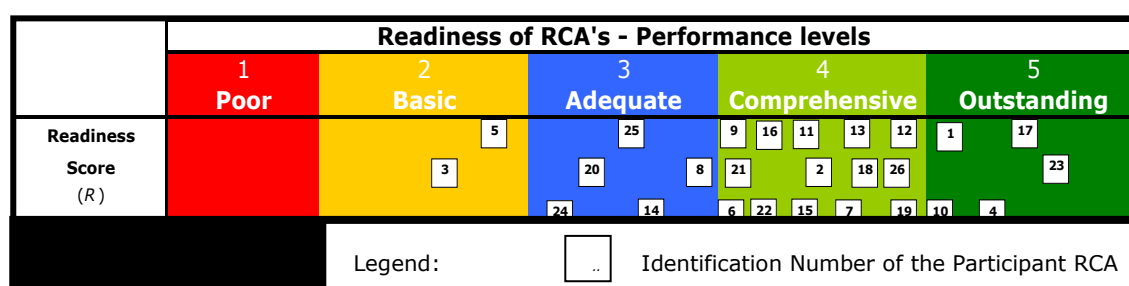 Readiness of RCA's - Performance levels
1 2 3 4 5
Poor Basic Adequate Comprehensive Outstanding
Readiness
Score
(R)
5 25 9 16 11 13 12 1 17
3 20 8 21 2 18 26 23
24 14 6 22 15 7 19 10 4
Legend: .. Identification Number of the Participant RCA